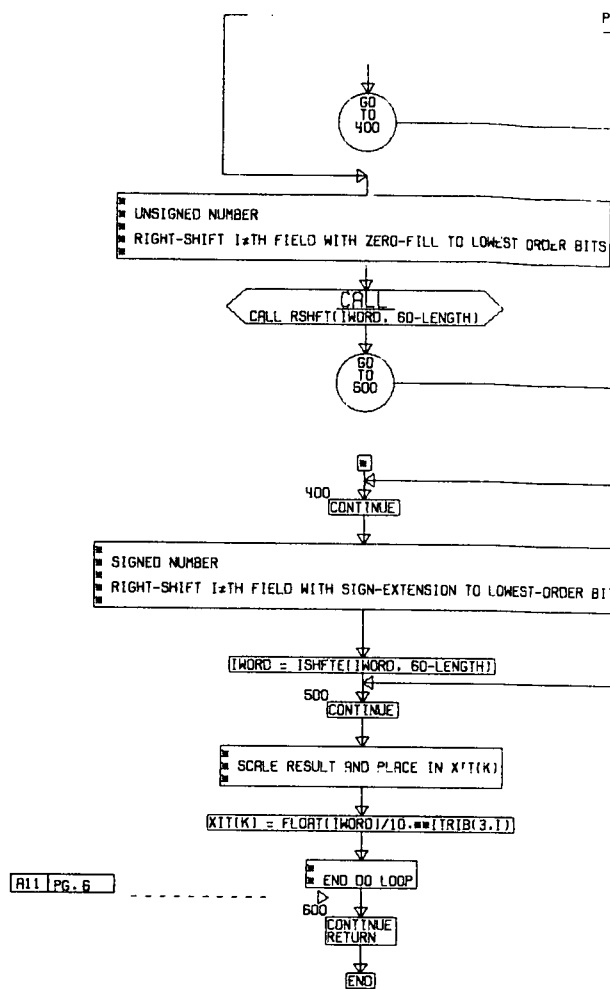 P
GO
TO
400
* UNSIGNED NUMBER
* RIGHT-SHIFT I≠TH FIELD WITH ZERO-FILL TO LOWEST ORDER BITS
CALL
CALL RSHFT(IWORD, 60-LENGTH)
GO
TO
500
*
400
CONTINUE
* SIGNED NUMBER
* RIGHT-SHIFT I≠TH FIELD WITH SIGN-EXTENSION TO LOWEST-ORDER BIT
IWORD = ISHFTE(IWORD, 60-LENGTH)
500
CONTINUE
* SCALE RESULT AND PLACE IN XIT(K)
XIT(K) = FLOAT(IWORD)/10.**ITRIB(3,I)
* END DO LOOP
A11 PG. 6
600
CONTINUE
RETURN
END